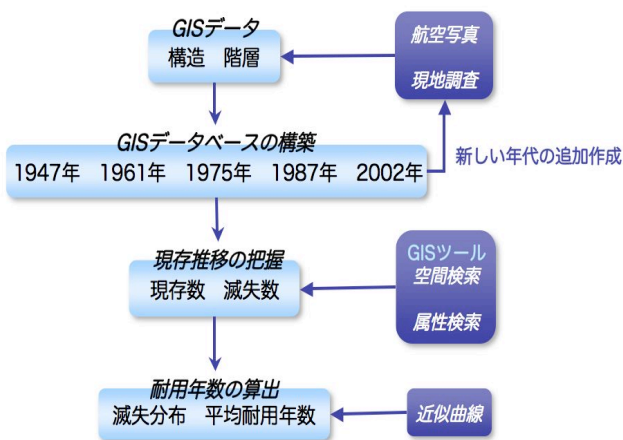 GISデータ
構造 階層
航空写真
現地調査
GISデータベースの構築
1947年 1961年 1975年 1987年 2002年
新しい年代の追加作成
現存推移の把握
現存数 滅失数
GISツール
空間検索
属性検索
耐用年数の算出
滅失分布 平均耐用年数
近似曲線